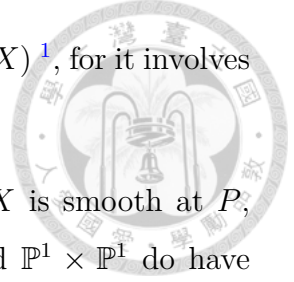 X) ¹, for it involves
X is smooth at P,
d ℙ¹ × ℙ¹ do have